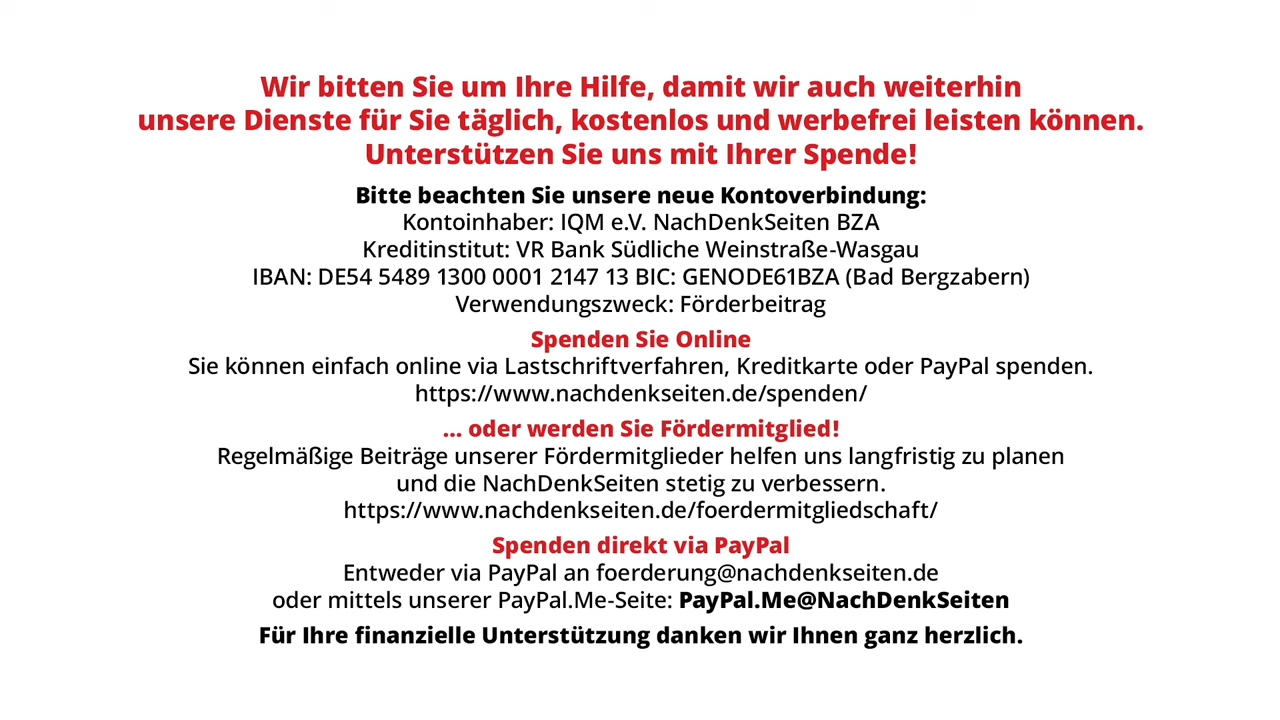 Wir bitten Sie um Ihre Hilfe, damit wir auch weiterhin
unsere Dienste für Sie täglich, kostenlos und werbefrei leisten können.
Unterstützen Sie uns mit Ihrer Spende!
Bitte beachten Sie unsere neue Kontoverbindung:
Kontoinhaber: IQM e.V. NachDenkSeiten BZA
Kreditinstitut: VR Bank Südliche Weinstraße-Wasgau
IBAN: DE54 5489 1300 0001 2147 13 BIC: GENODE61BZA (Bad Bergzabern)
Verwendungszweck: Förderbeitrag
Spenden Sie Online
Sie können einfach online via Lastschriftverfahren, Kreditkarte oder PayPal spenden.
https://www.nachdenkseiten.de/spenden/
... oder werden Sie Fördermitglied!
Regelmäßige Beiträge unserer Fördermitglieder helfen uns langfristig zu planen
und die NachDenkSeiten stetig zu verbessern.
https://www.nachdenkseiten.de/foerdermitgliedschaft/
Spenden direkt via PayPal
Entweder via PayPal an foerderung@nachdenkseiten.de
oder mittels unserer PayPal.Me-Seite: PayPal.Me@NachDenkSeiten
Für Ihre finanzielle Unterstützung danken wir Ihnen ganz herzlich.